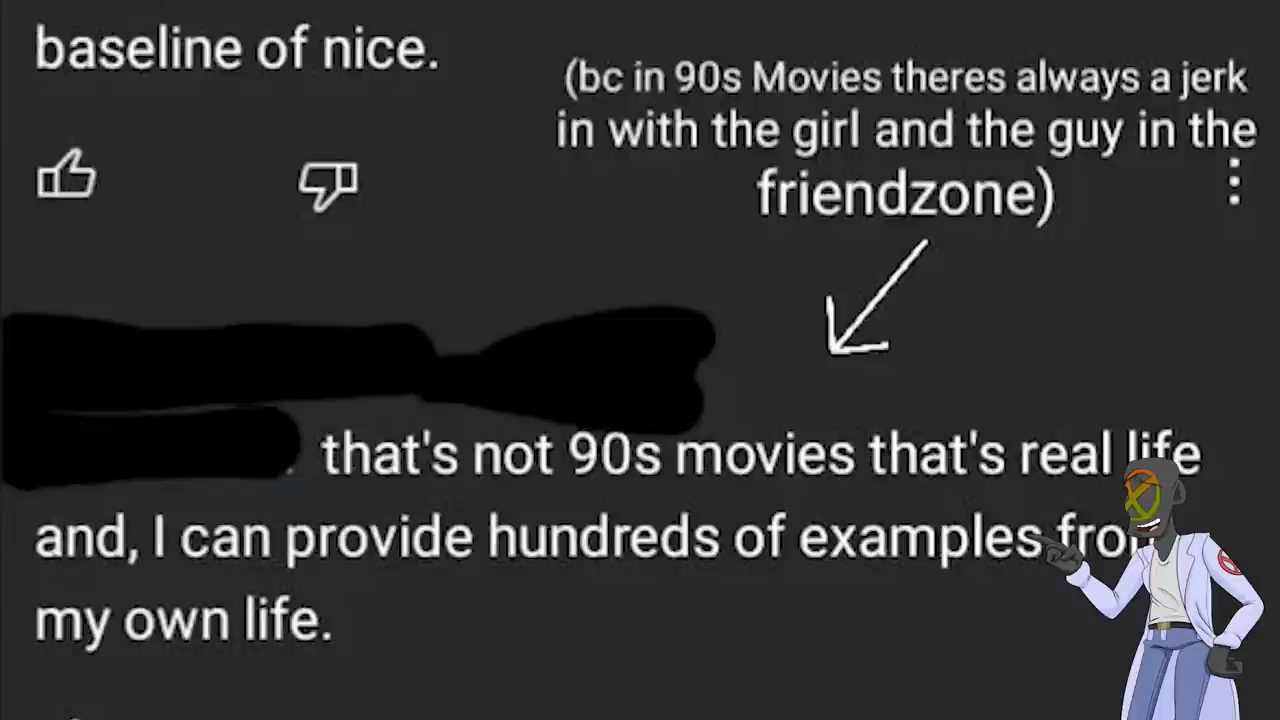 baseline of nice.
(bc in 90s Movies theres always a jerk
in with the girl and the guy in the
friendzone)
that's not 90s movies that's real life
and, I can provide hundreds of examples from
my own life.